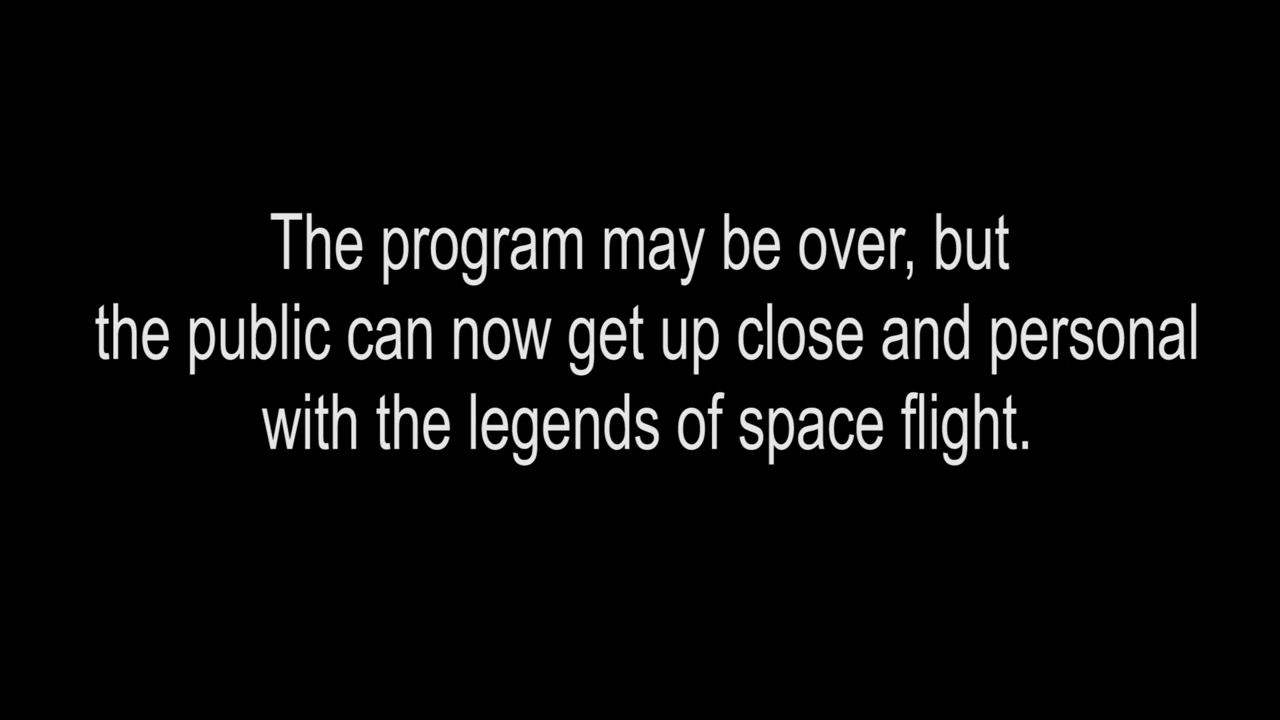 The program may be over, but
the public can now get up close and personal
with the legends of space flight.